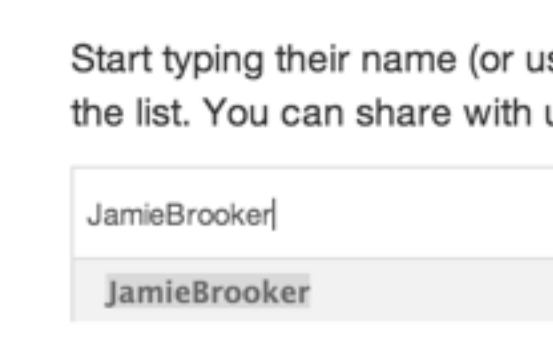 Start typing their name (or us
the list. You can share with u
JamieBrooker
JamieBrooker